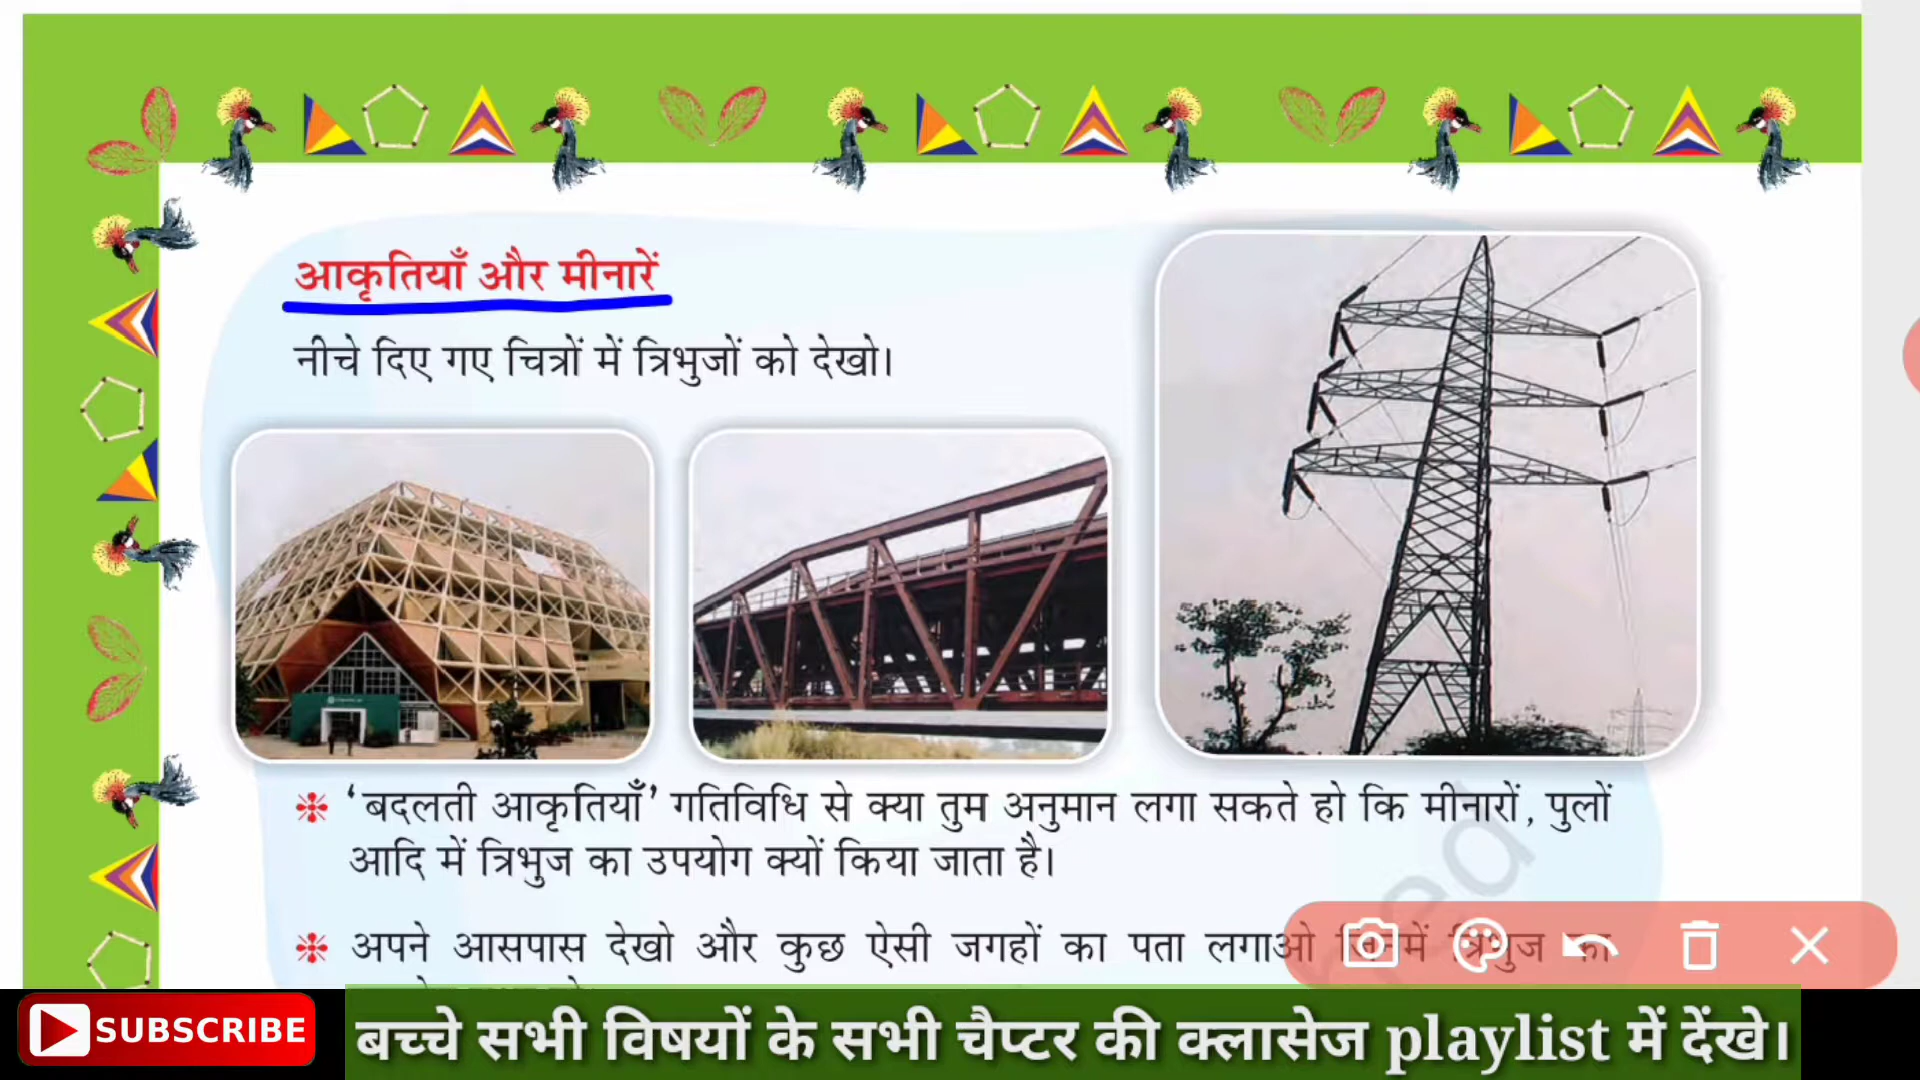 आकृतियाँ और मीनारें
नीचे दिए गए चित्रों में त्रिभुजों को देखो।
‘बदलती आकृतियाँ’ गतिविधि से क्या तुम अनुमान लगा सकते हो कि मीनारों, पुलों
आदि में त्रिभुज का उपयोग क्यों किया जाता है।
अपने आसपास देखो और कुछ ऐसी जगहों का पता लगाओ जिनमें त्रिभुज का
SUBSCRIBE
बच्चे सभी विषयों के सभी चैप्टर की क्लासेज playlist में देंखे।